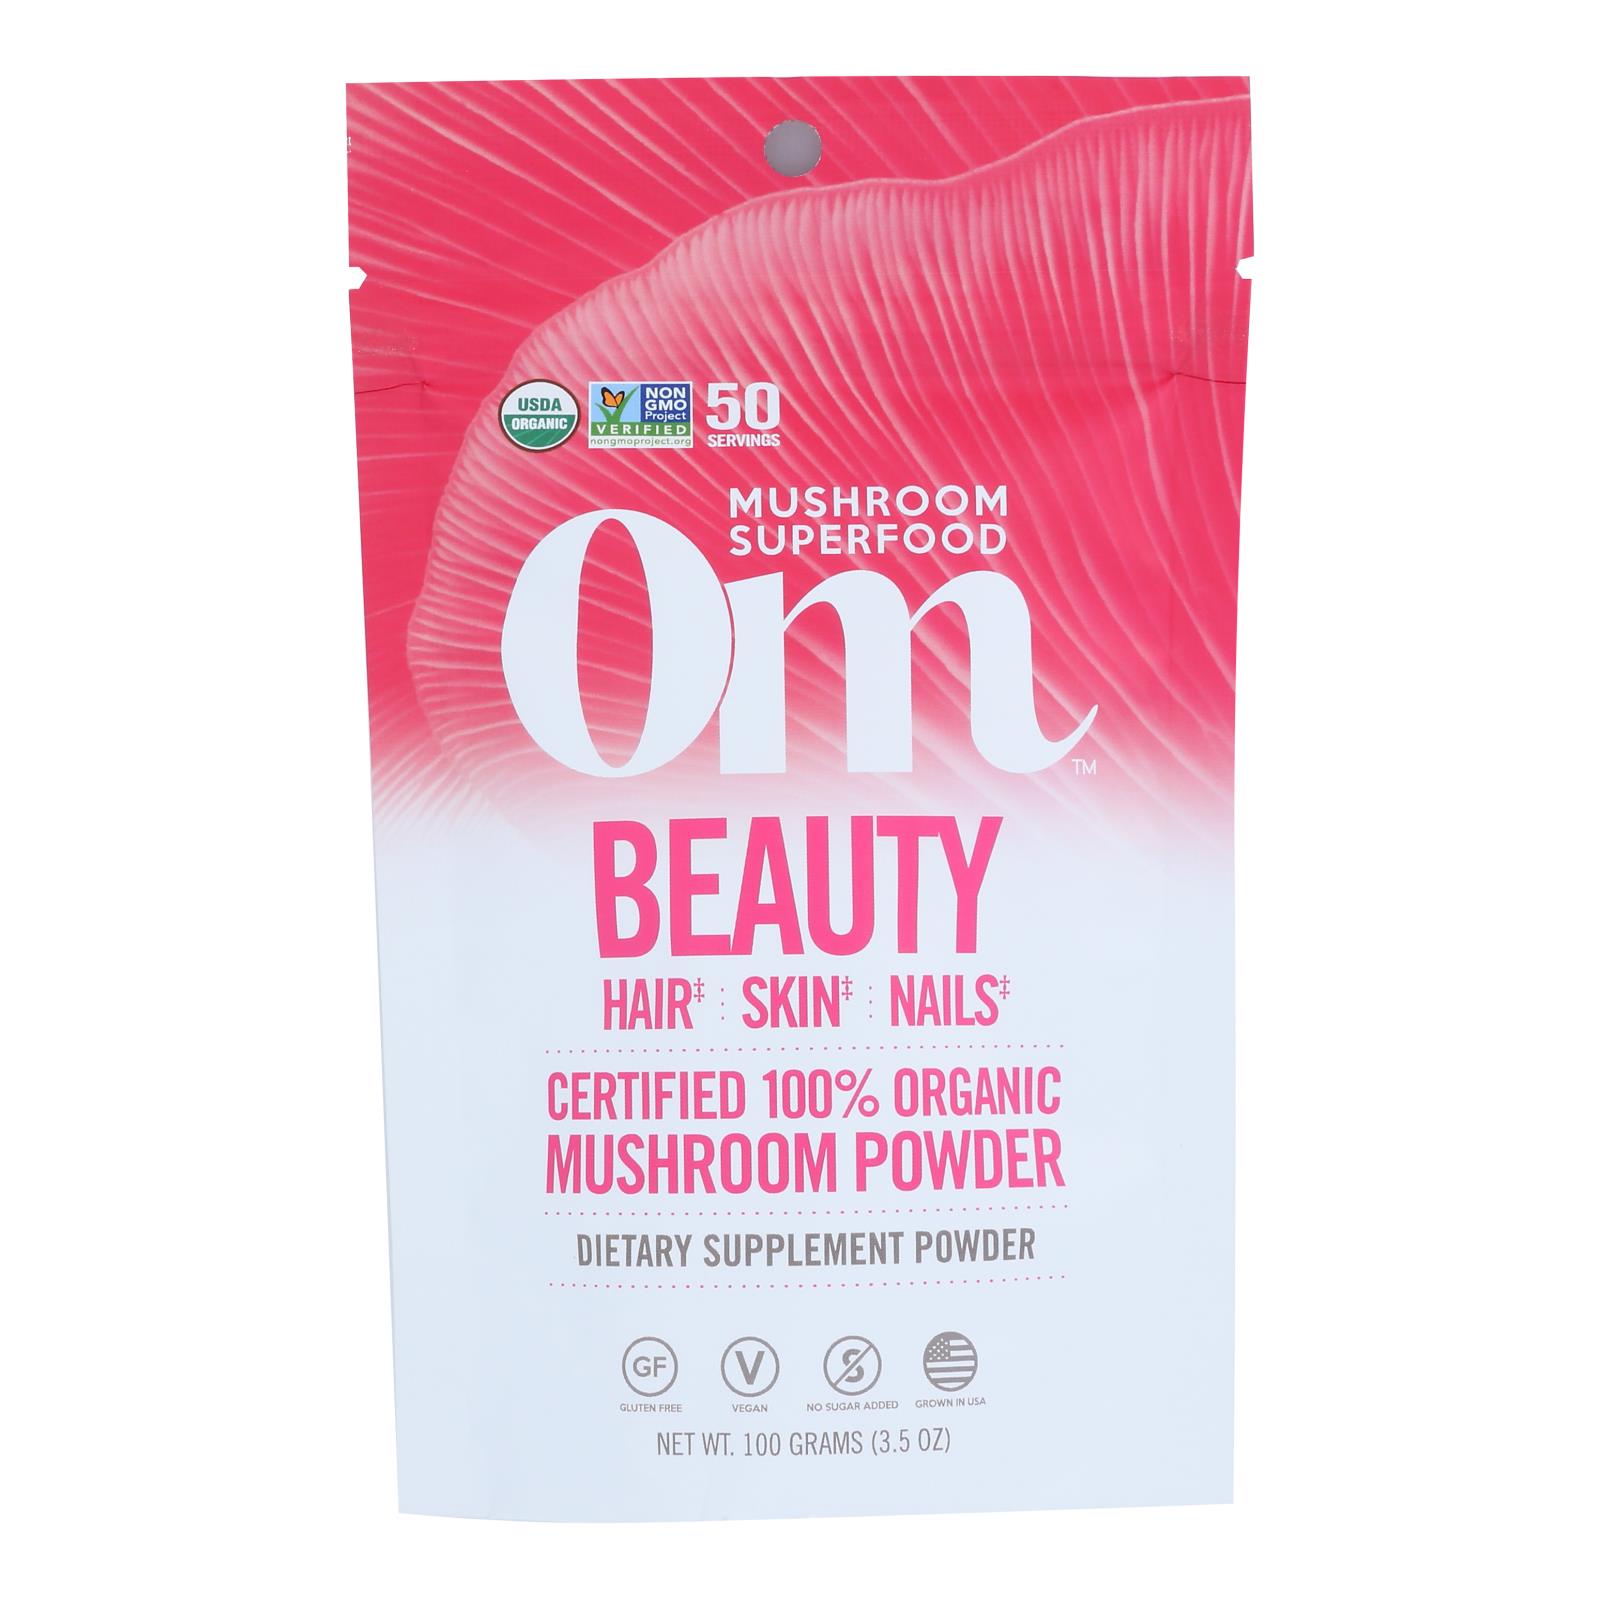 USDA
ORGANIC
NON
GMO
Project
VERIFIED
nongmoproject.org
50
SERVINGS
MUSHROOM
SUPERFOOD
Om™
BEAUTY
HAIR‡ ⋮ SKIN‡ ⋮ NAILS‡
CERTIFIED 100% ORGANIC
MUSHROOM POWDER
DIETARY SUPPLEMENT POWDER
GF
V
S
GLUTEN FREE
VEGAN
NO SUGAR ADDED
GROWN IN USA
NET WT. 100 GRAMS (3.5 OZ)